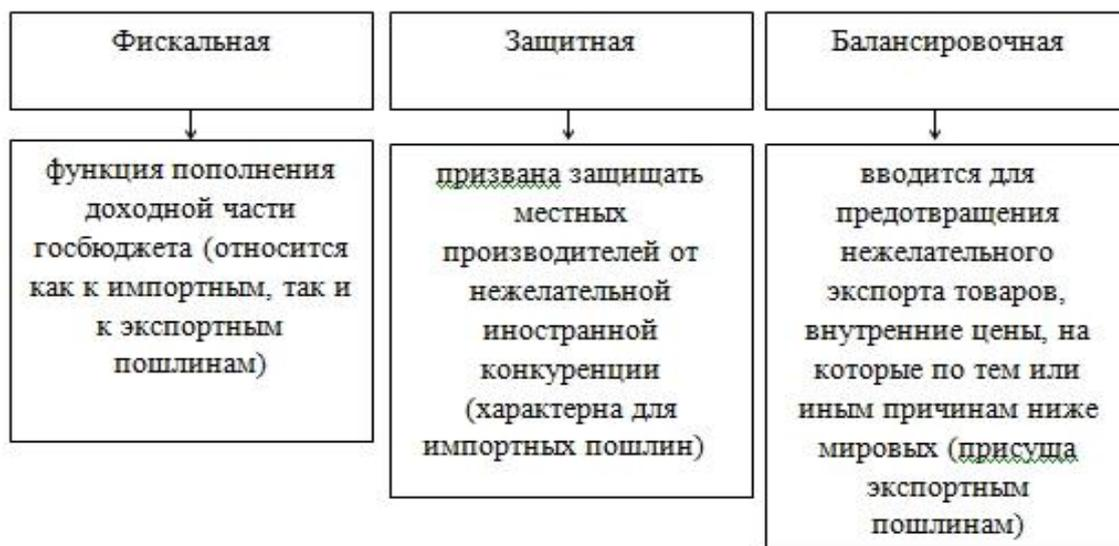 Фискальная
функция пополнения
доходной части
госбюджета (относится
как к импортным, так и
к экспортным
пошлинам)
Защитная
призвана защищать
местных
производителей от
нежелательной
иностранной
конкуренции
(характерна для
импортных пошлин)
Балансировочная
вводится для
предотвращения
нежелательного
экспорта товаров,
внутренние цены, на
которые по тем или
иным причинам ниже
мировых (присуща
экспортным
пошлинам)